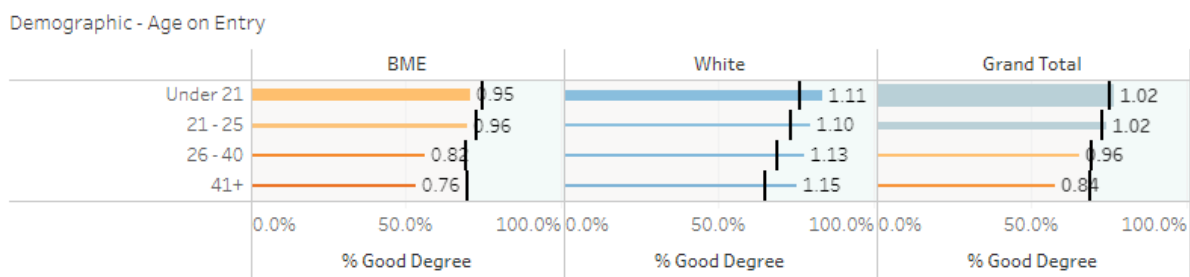 Demographic - Age on Entry
BME White Grand Total
Under 21 0.95 1.11 1.02
21 - 25 0.96 1.10 1.02
26 - 40 0.82 1.13 0.96
41+ 0.76 1.15 0.84
0.0% 50.0% 100.0% 0.0% 50.0% 100.0% 0.0% 50.0% 100.0%
% Good Degree % Good Degree % Good Degree